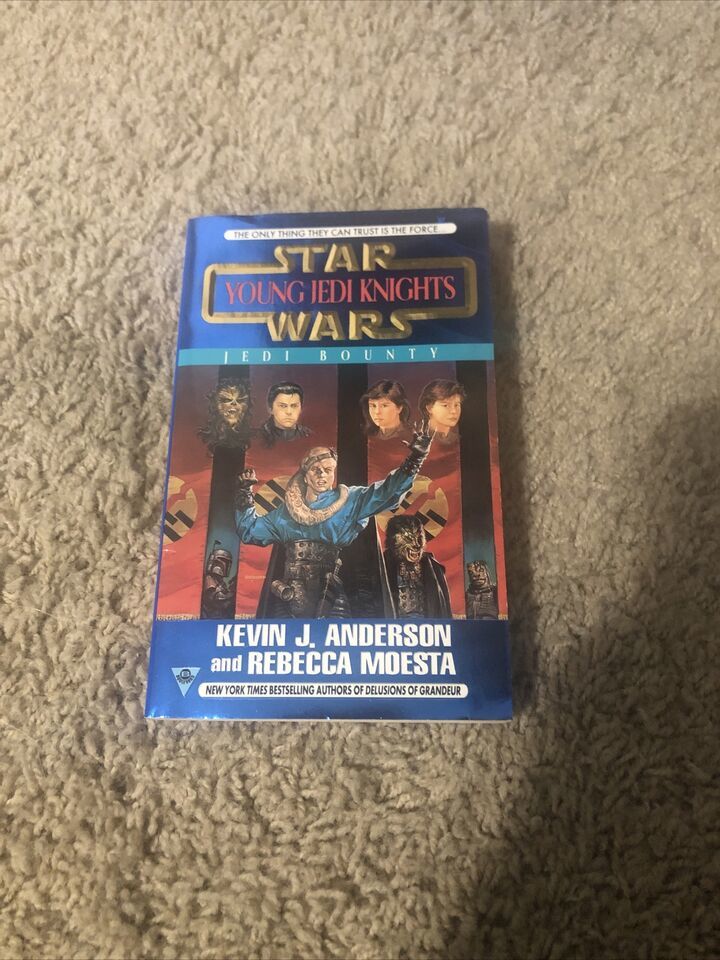 THE ONLY THING THEY CAN TRUST IS THE FORCE...
STAR
YOUNG JEDI KNIGHTS
WARS
JEDI BOUNTY
KEVIN J. ANDERSON
and REBECCA MOESTA
NEW YORK TIMES BESTSELLING AUTHORS OF DELUSIONS OF GRANDEUR